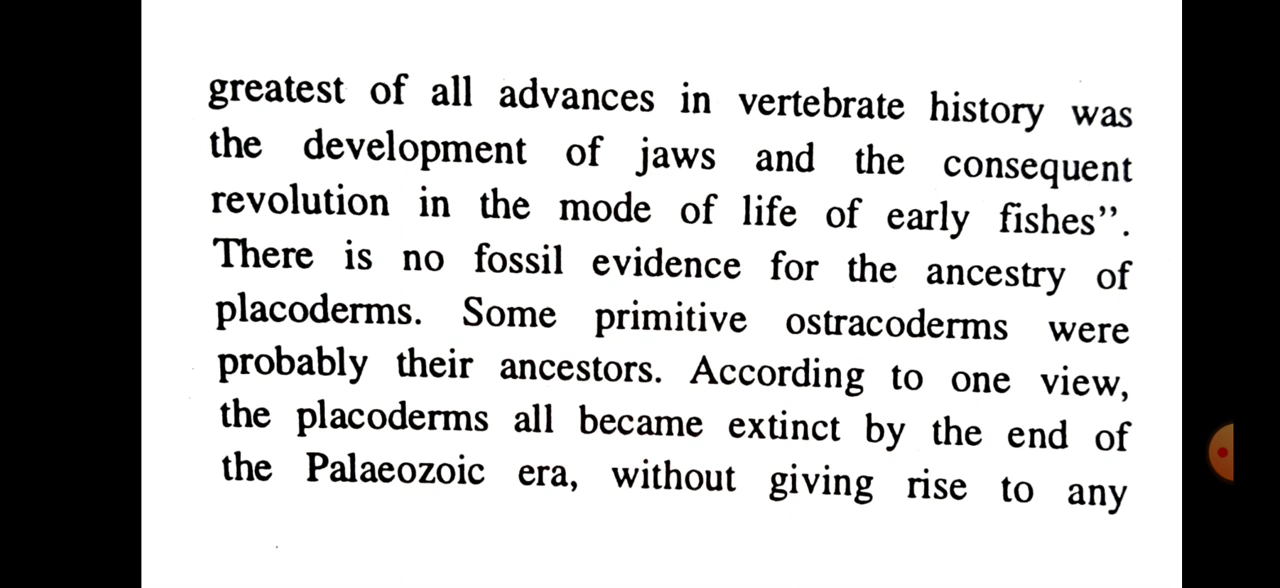 greatest of all advances in vertebrate history was
the development of jaws and the consequent
revolution in the mode of life of early fishes”.
There is no fossil evidence for the ancestry of
placoderms. Some primitive ostracoderms were
probably their ancestors. According to one view,
the placoderms all became extinct by the end of
the Palaeozoic era, without giving rise to any